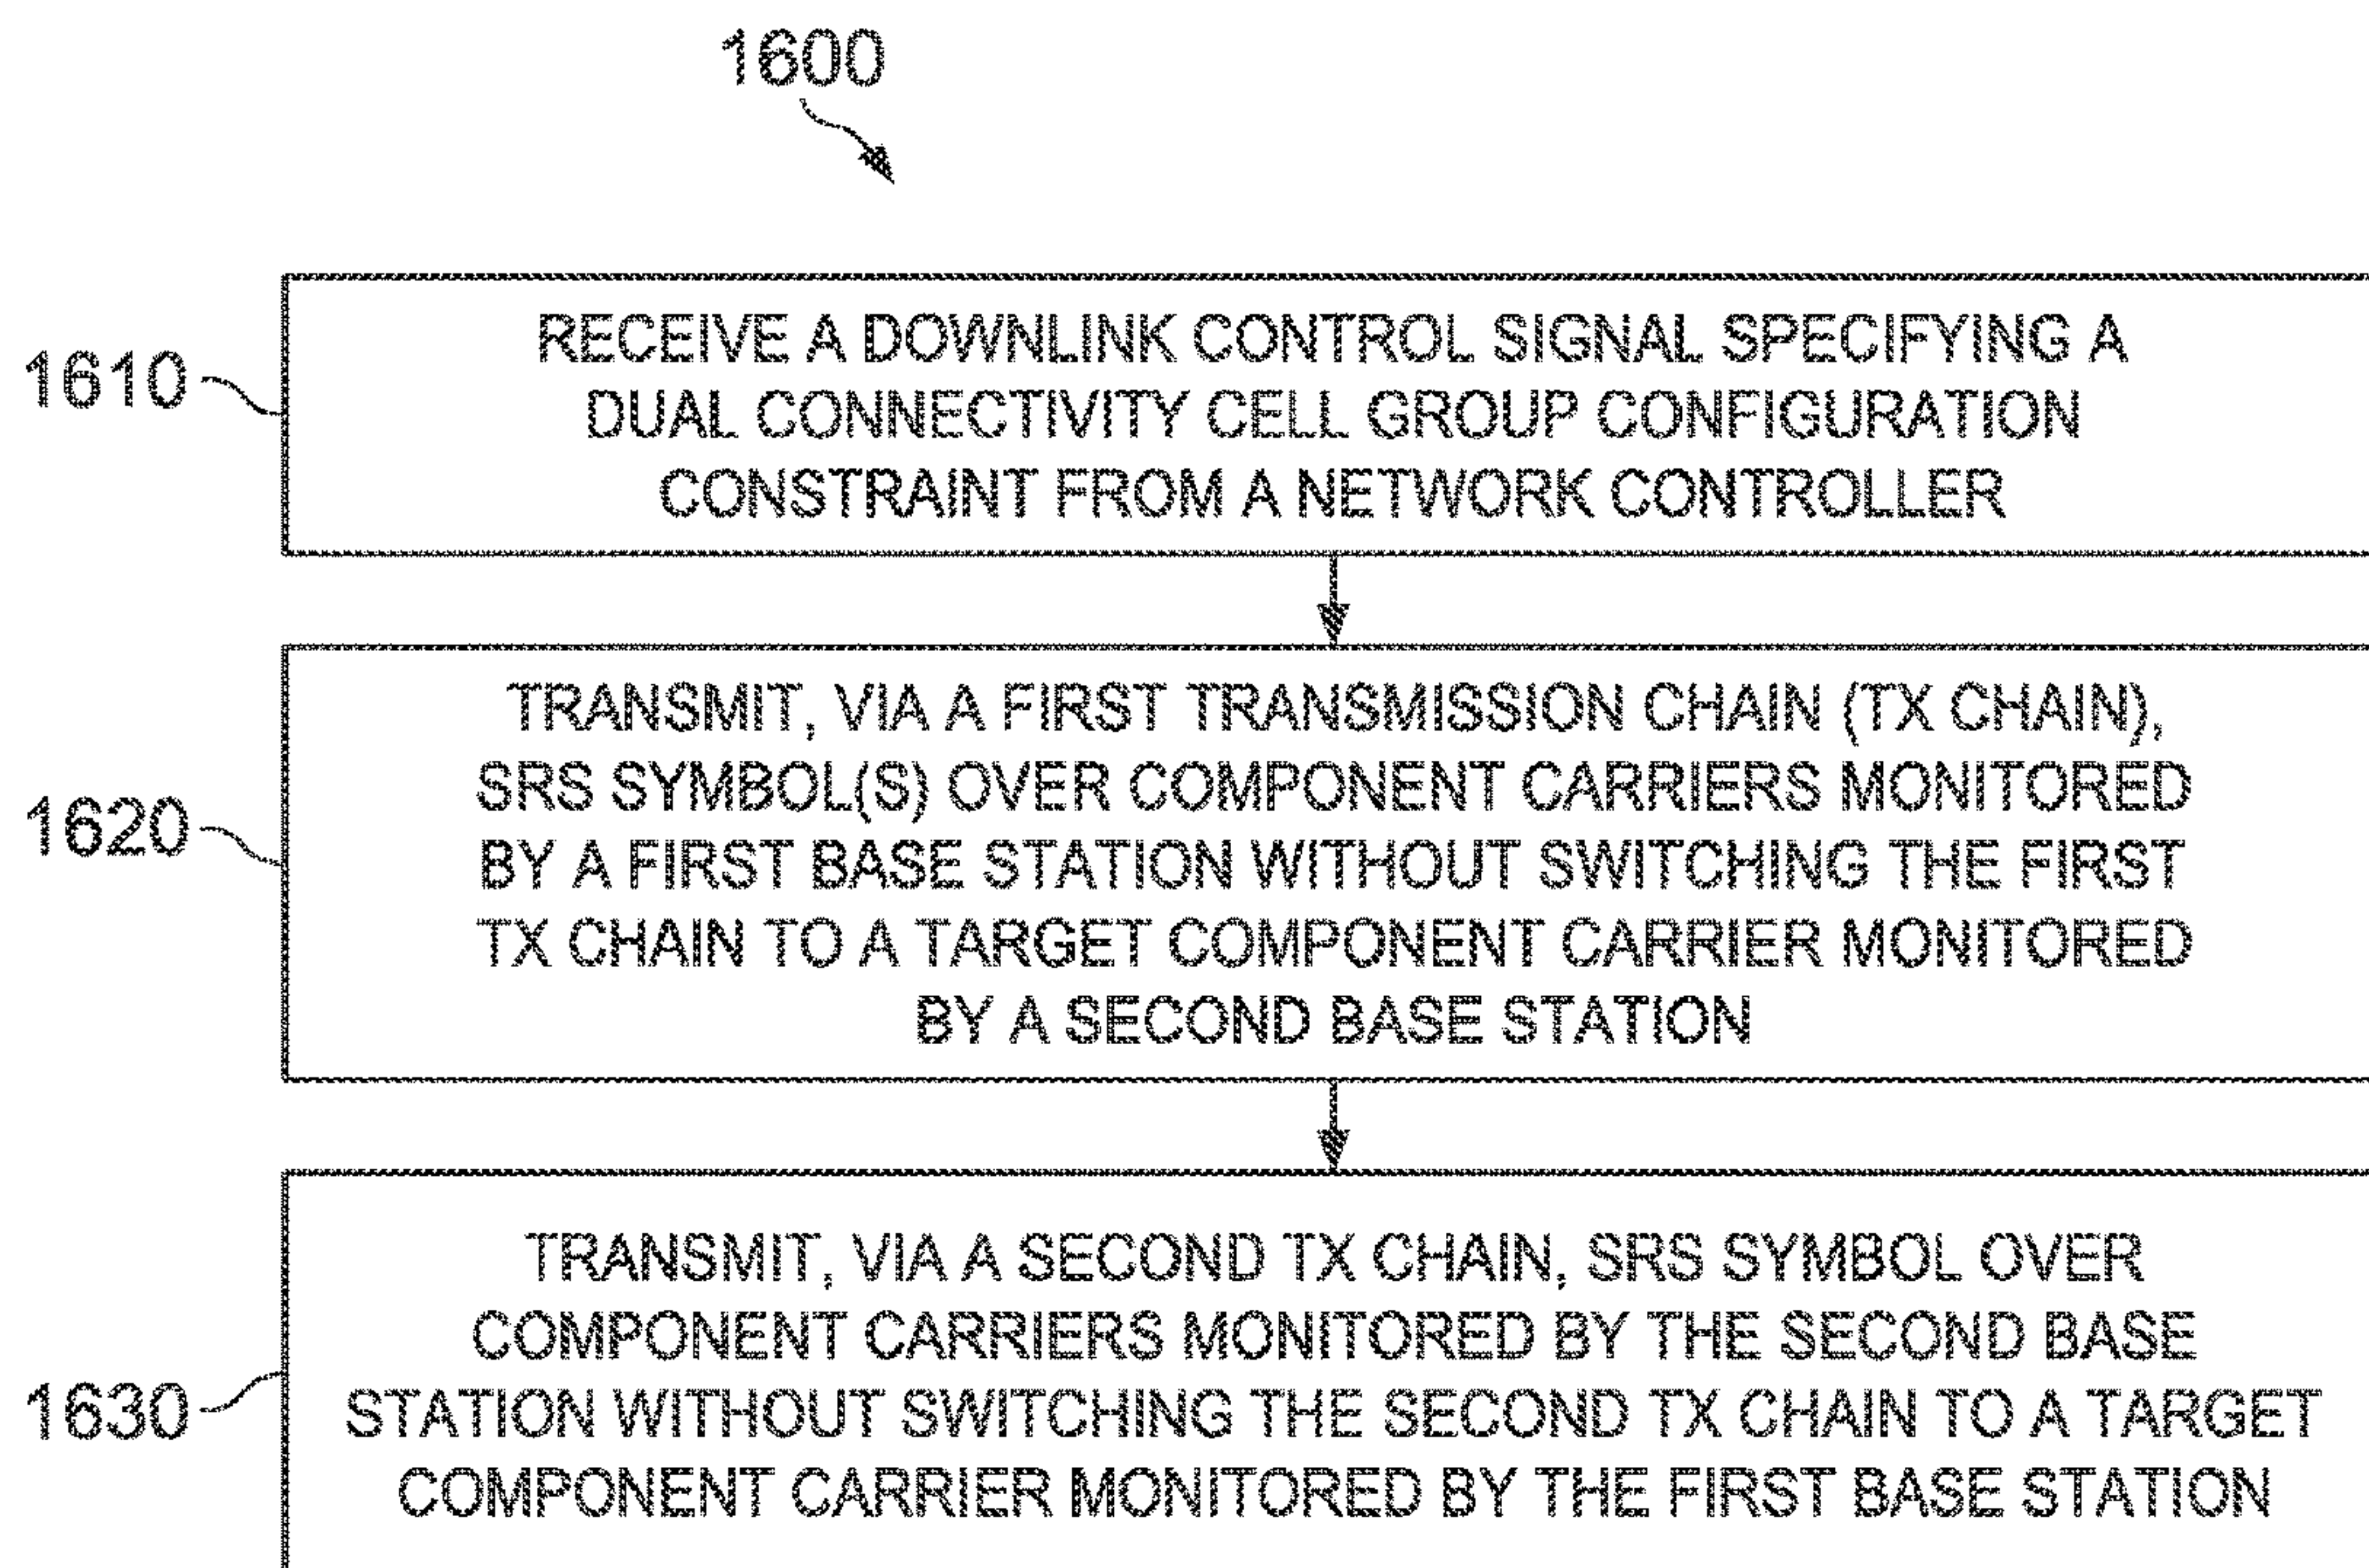 1600
1610
RECEIVE A DOWNLINK CONTROL SIGNAL SPECIFYING A
DUAL CONNECTIVITY CELL GROUP CONFIGURATION
CONSTRAINT FROM A NETWORK CONTROLLER
1620
TRANSMIT, VIA A FIRST TRANSMISSION CHAIN (TX CHAIN),
SRS SYMBOL(S) OVER COMPONENT CARRIERS MONITORED
BY A FIRST BASE STATION WITHOUT SWITCHING THE FIRST
TX CHAIN TO A TARGET COMPONENT CARRIER MONITORED
BY A SECOND BASE STATION
1630
TRANSMIT, VIA A SECOND TX CHAIN, SRS SYMBOL OVER
COMPONENT CARRIERS MONITORED BY THE SECOND BASE
STATION WITHOUT SWITCHING THE SECOND TX CHAIN TO A TARGET
COMPONENT CARRIER MONITORED BY THE FIRST BASE STATION